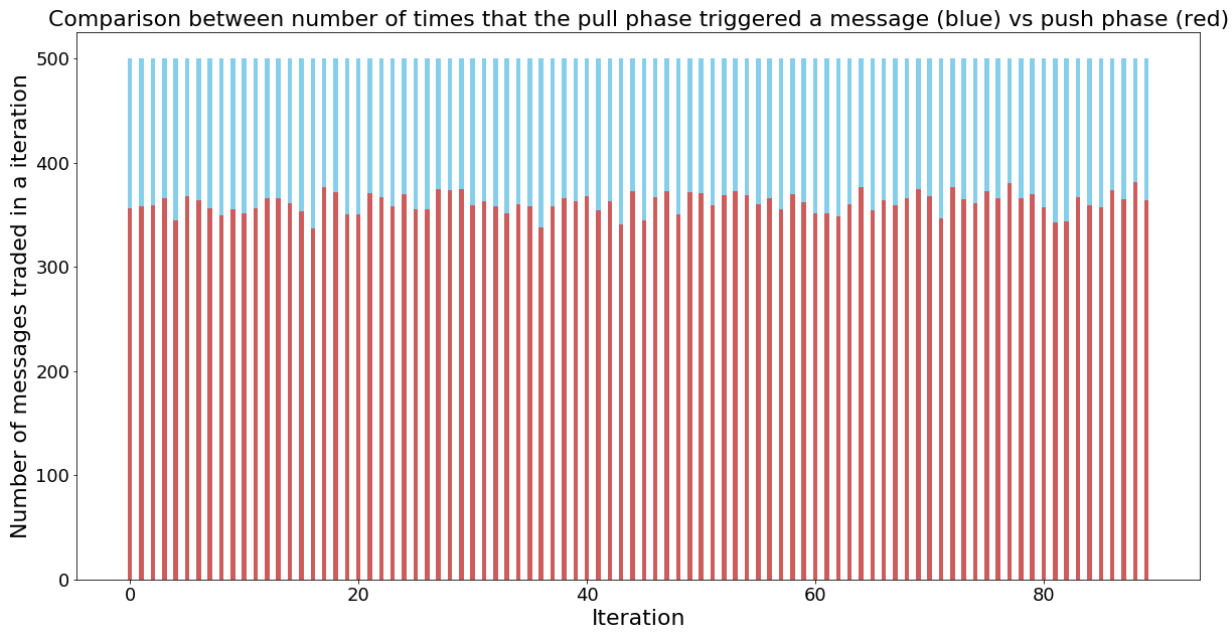 Comparison between number of times that the pull phase triggered a message (blue) vs push phase (red)
Number of messages traded in a iteration
500
400
300
200
100
0
0 20 40 60 80
Iteration